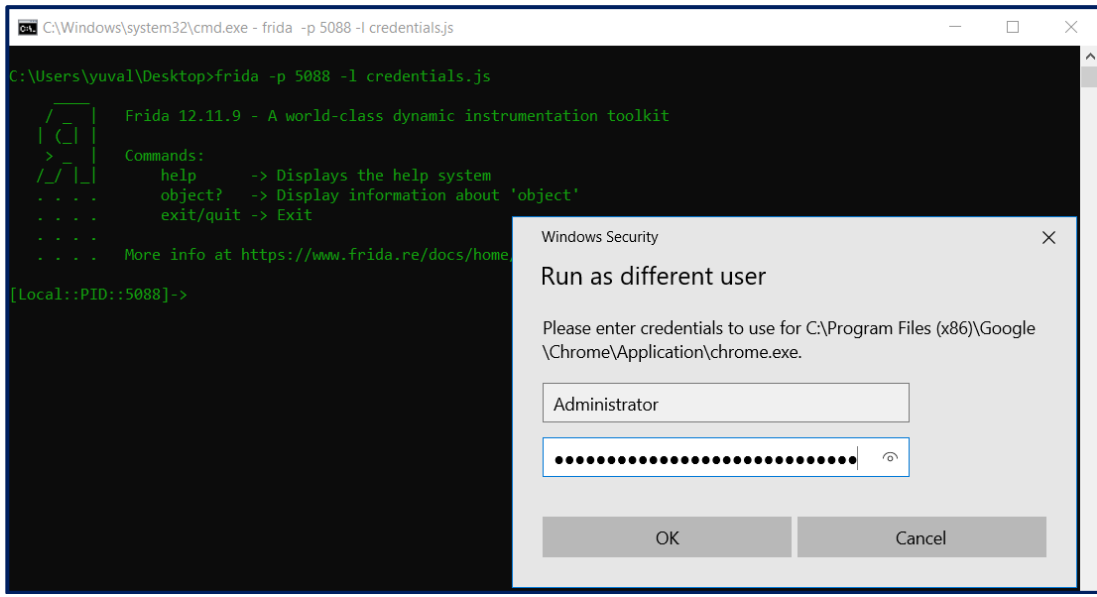 C:\Windows\system32\cmd.exe - frida -p 5088 -l credentials.js
C:\Users\yuval\Desktop>frida -p 5088 -l credentials.js
     ____
    / _  |   Frida 12.11.9 - A world-class dynamic instrumentation toolkit
   | (_| |
    > _  |   Commands:
   /_/ |_|       help      -> Displays the help system
   . . . .       object?   -> Display information about 'object'
   . . . .       exit/quit -> Exit
   . . . .
   . . . .   More info at https://www.frida.re/docs/home/
[Local::PID::5088]->
Windows Security
Run as different user
Please enter credentials to use for C:\Program Files (x86)\Google
\Chrome\Application\chrome.exe.
Administrator
OK
Cancel